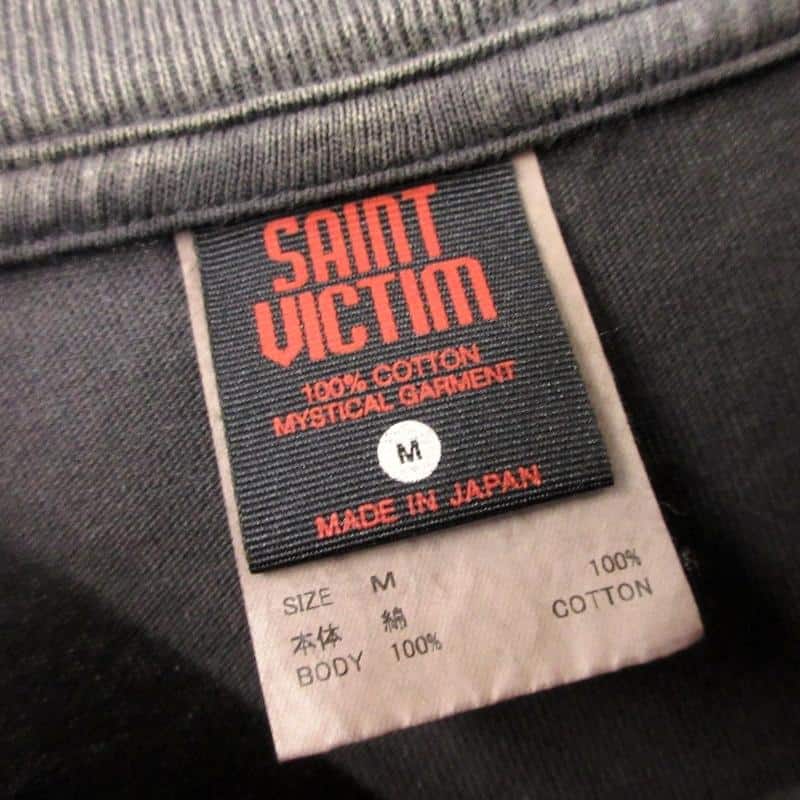 SAINT
VICTIM
100% COTTON
MYSTICAL GARMENT
M
MADE IN JAPAN
SIZE M
本体 綿
BODY 100%
100%
COTTON